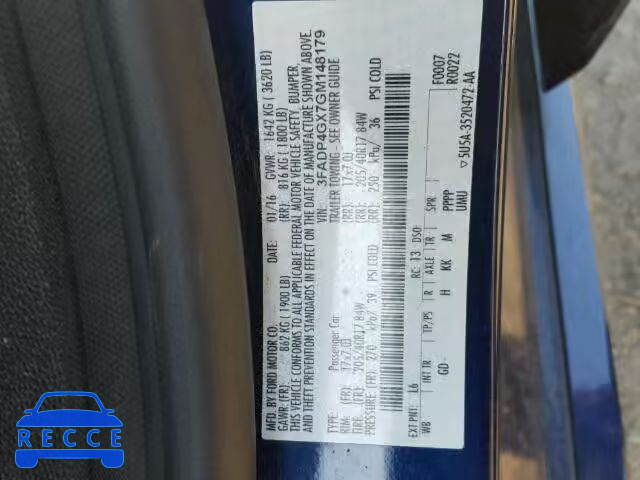 MFD. BY FORD MOTOR CO.
DATE: 01/16 GVWR: 1642 KG ( 3620 LB)
GAWR:(FR): 862 KG ( 1900 LB) (RR): 816 KG ( 1800 LB)
THIS VEHICLE CONFORMS TO ALL APPLICABLE FEDERAL MOTOR VEHICLE SAFETY, BUMPER,
AND THEFT PREVENTION STANDARDS IN EFFECT ON THE DATE OF MANUFACTURE SHOWN ABOVE.
VIN: 3FADP4GX7GM148179
TYPE: Passenger Car TRAILER TOWING- SEE OWNER GUIDE
RIM: (FR): 17x7.0J (RR): 17x7.0J
TIRE: (FR): 205/40R17 84W (RR): 205/40R17 84W
PRESSURE: (FR): 270 kPa/ 39 PSI COLD (RR): 250 kPa/ 36 PSI COLD
EXT PNT: L6 RC: 13 DSO: F0007
R0022
WB INT TR TP/PS R AXLE TR SPR
GD H KK M PPPP
UMU
▽5U5A-3520472-AA
RECCE